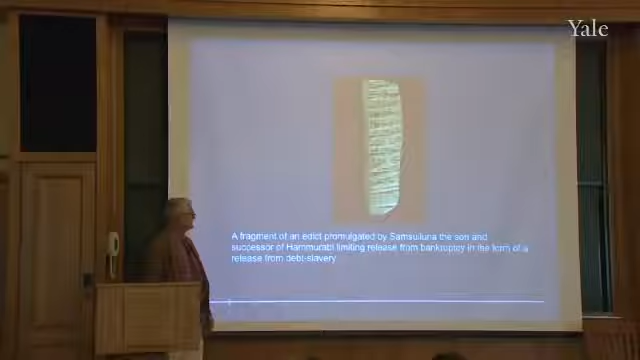 Yale
A fragment of an edict promulgated by Samsuiluna the son and
successor of Hammurabi limiting release from bankruptcy in the form of a
release from debt-slavery